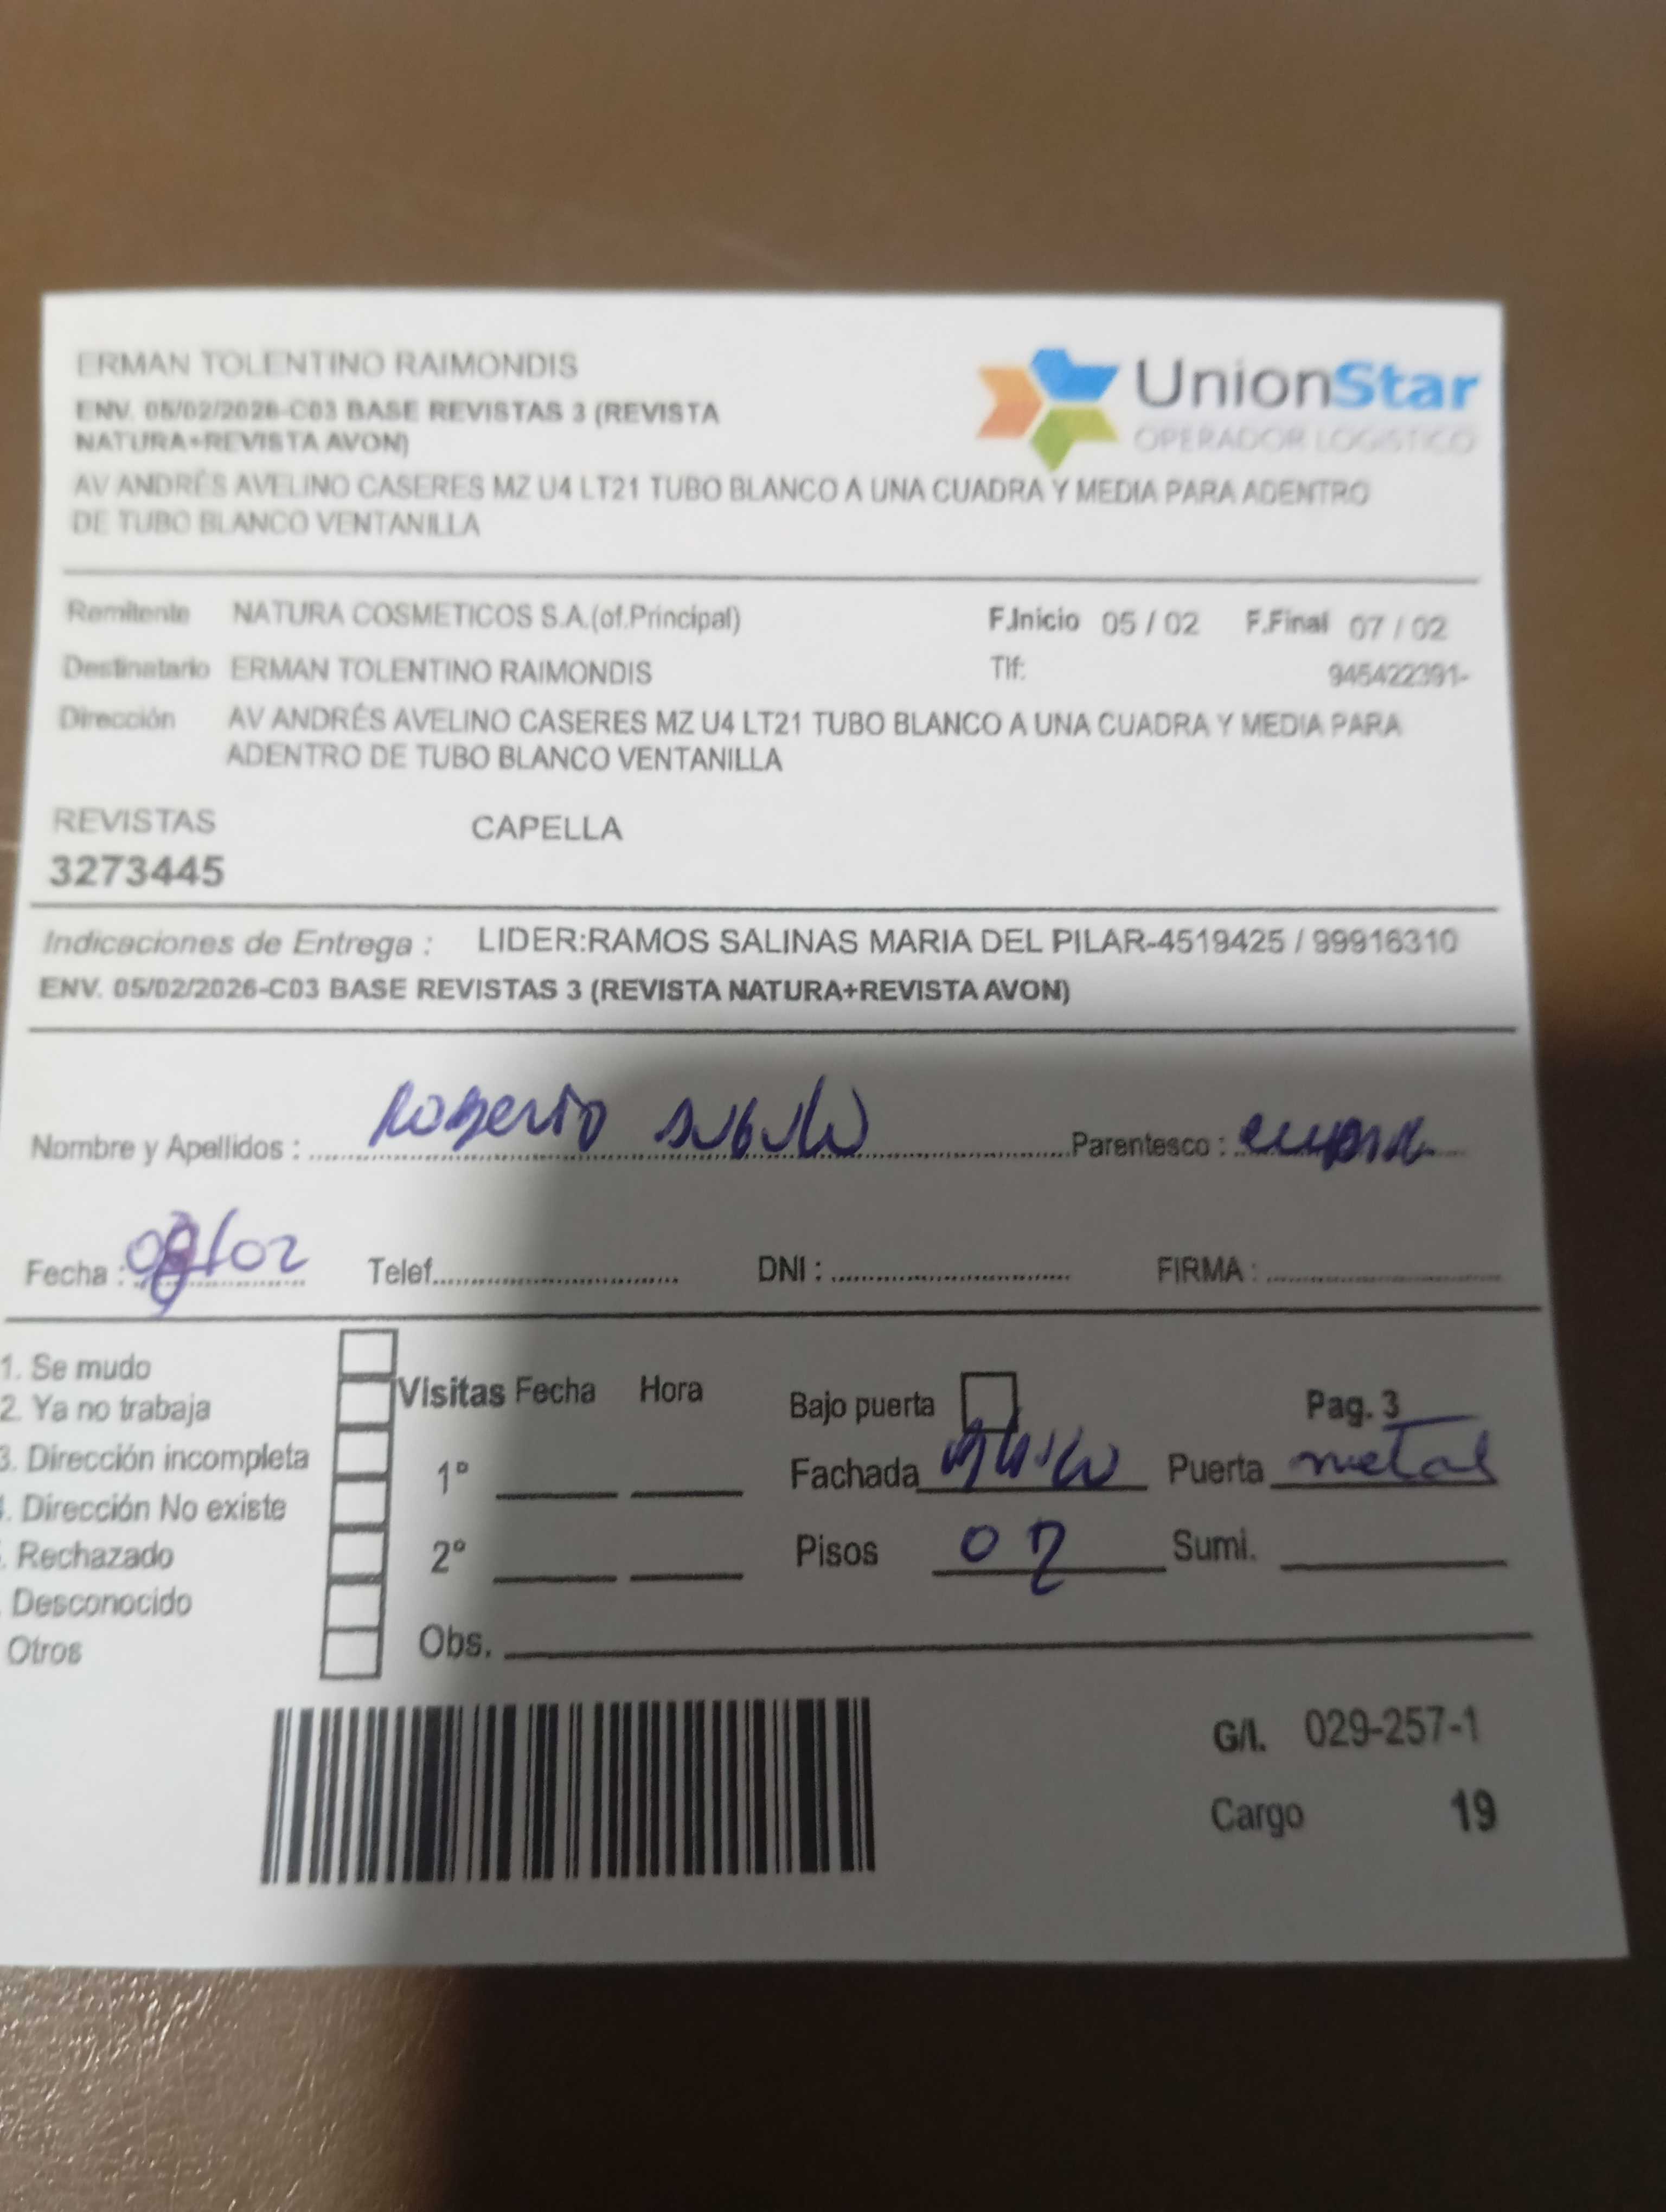 ERMAN TOLENTINO RAIMONDIS
UnionStar
OPERADOR LOGISTICO
ENV. 05/02/2026-C03 BASE REVISTAS 3 (REVISTA
NATURA+REVISTA AVON)
AV ANDRÉS AVELINO CASERES MZ U4 LT21 TUBO BLANCO A UNA CUADRA Y MEDIA PARA ADENTRO
DE TUBO BLANCO VENTANILLA
Remitente NATURA COSMETICOS S.A.(of.Principal) F.Inicio 05 / 02 F.Final 07 / 02
Destinatario ERMAN TOLENTINO RAIMONDIS Tlf: 945422391-
Dirección AV ANDRÉS AVELINO CASERES MZ U4 LT21 TUBO BLANCO A UNA CUADRA Y MEDIA PARA
ADENTRO DE TUBO BLANCO VENTANILLA
REVISTAS CAPELLA
3273445
Indicaciones de Entrega : LIDER:RAMOS SALINAS MARIA DEL PILAR-4519425 / 99916310
ENV. 05/02/2026-C03 BASE REVISTAS 3 (REVISTA NATURA+REVISTA AVON)
Nombre y Apellidos : Roberto Parentesco :
Fecha : /02 Telef. DNI : FIRMA :
1. Se mudo
2. Ya no trabaja
3. Dirección incompleta
. Dirección No existe
. Rechazado
. Desconocido
Otros
Visitas Fecha Hora
1º
2º
Obs.
Bajo puerta Pag. 3
Fachada Puerta metal
Pisos 02 Sumi.
G/I. 029-257-1
Cargo 19